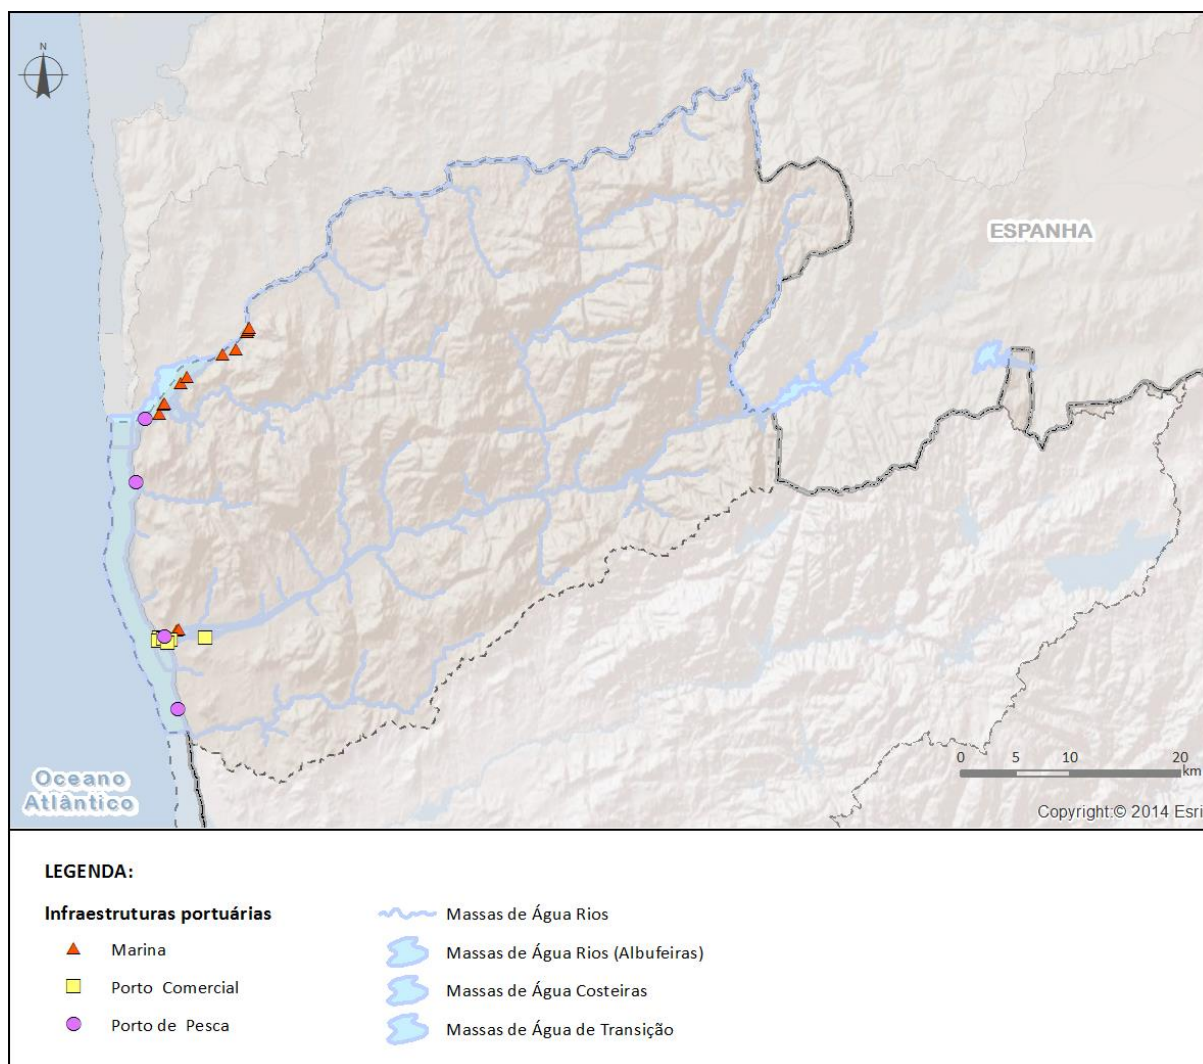 N
ESPANHA
Oceano
Atlântico
0 5 10 20
km
Copyright:© 2014 Esri
LEGENDA:
Infraestruturas portuárias
Marina
Porto Comercial
Porto de Pesca
Massas de Água Rios
Massas de Água Rios (Albufeiras)
Massas de Água Costeiras
Massas de Água de Transição